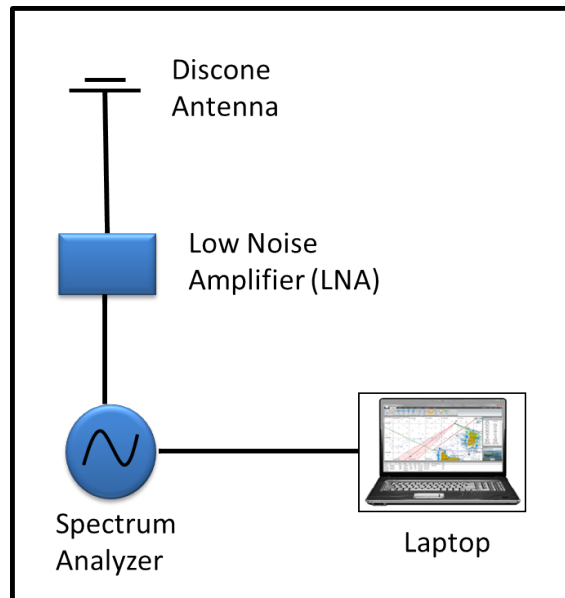 Discone
Antenna
Low Noise
Amplifier (LNA)
Spectrum
Analyzer
Laptop